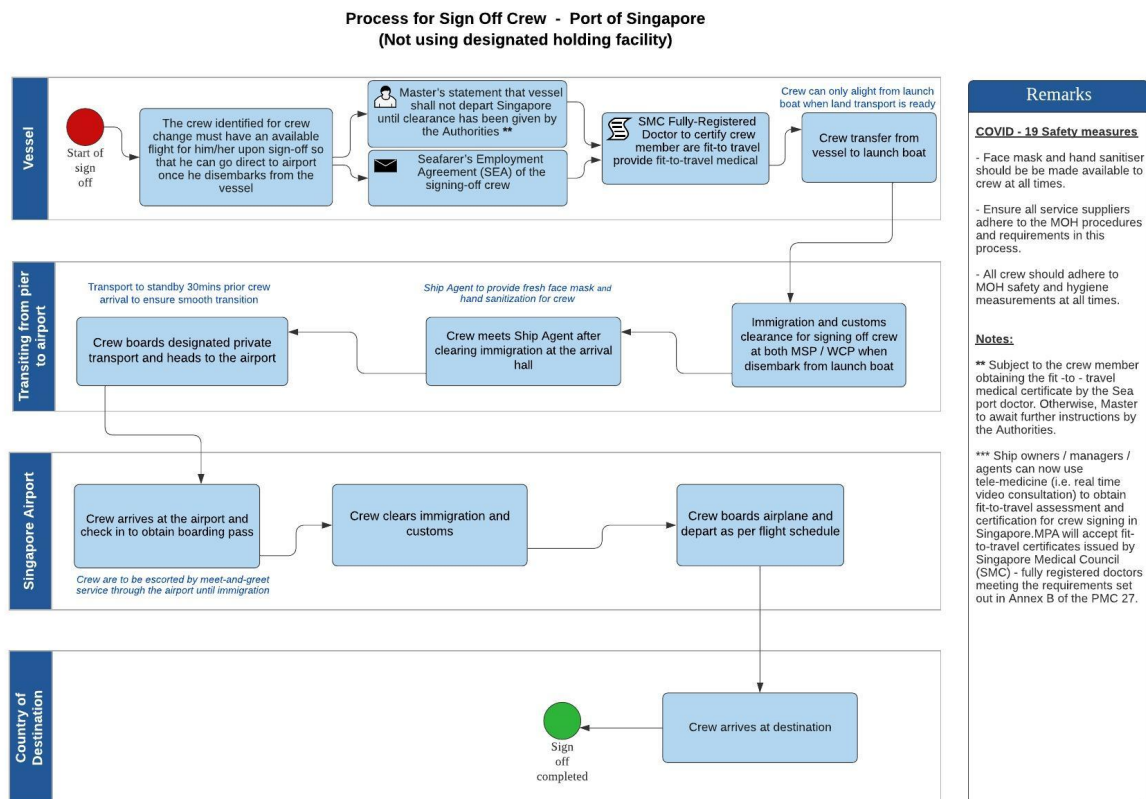 Process for Sign Off Crew - Port of Singapore
(Not using designated holding facility)
Vessel
Start of
sign
off
The crew identified for crew
change must have an available
flight for him/her upon sign-off so
that he can go direct to airport
once he disembarks from the
vessel
Master's statement that vessel
shall not depart Singapore
until clearance has been given
by the Authorities **
Seafarer's Employment
Agreement (SEA) of the
signing-off crew
SMC Fully-Registered
Doctor to certify crew
member are fit-to travel
provide fit-to-travel medical
Crew can only alight from launch
boat when land transport is ready
Crew transfer from
vessel to launch boat
Transiting from pier
to airport
Transport to standby 30mins prior crew
arrival to ensure smooth transition
Crew boards designated private
transport and heads to the airport
Ship Agent to provide fresh face mask and
hand sanitization for crew
Crew meets Ship Agent after
clearing immigration at the arrival
hall
Immigration and customs
clearance for signing off crew
at both MSP / WCP when
disembark from launch boat
Singapore Airport
Crew arrives at the airport and
check in to obtain boarding pass
Crew are to be escorted by meet-and-greet
service through the airport until immigration
Crew clears immigration and
customs
Crew boards airplane and
depart as per flight schedule
Country of
Destination
Sign
off
completed
Crew arrives at destination
Remarks
COVID - 19 Safety measures
- Face mask and hand sanitiser
should be be made available to
crew at all times.
- Ensure all service suppliers
adhere to the MOH procedures
and requirements in this
process.
- All crew should adhere to
MOH safety and hygiene
measurements at all times.
Notes:
** Subject to the crew member
obtaining the fit -to - travel
medical certificate by the Sea
port doctor. Otherwise, Master
to await further instructions by
the Authorities.
*** Ship owners / managers /
agents can now use
tele-medicine (i.e. real time
video consultation) to obtain
fit-to-travel assessment and
certification for crew signing in
Singapore.MPA will accept fit-
to-travel certificates issued by
Singapore Medical Council
(SMC) - fully registered doctors
meeting the requirements set
out in Annex B of the PMC 27.